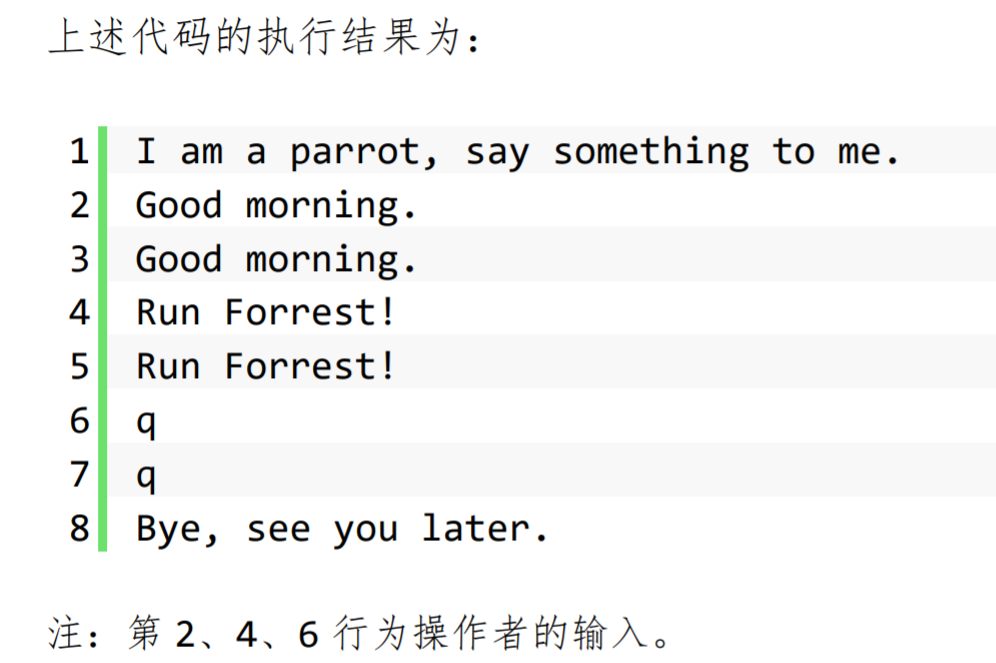 上述代码的执行结果为：
1 I am a parrot, say something to me.
2 Good morning.
3 Good morning.
4 Run Forrest!
5 Run Forrest!
6 q
7 q
8 Bye, see you later.
注：第 2、4、6 行为操作者的输入。